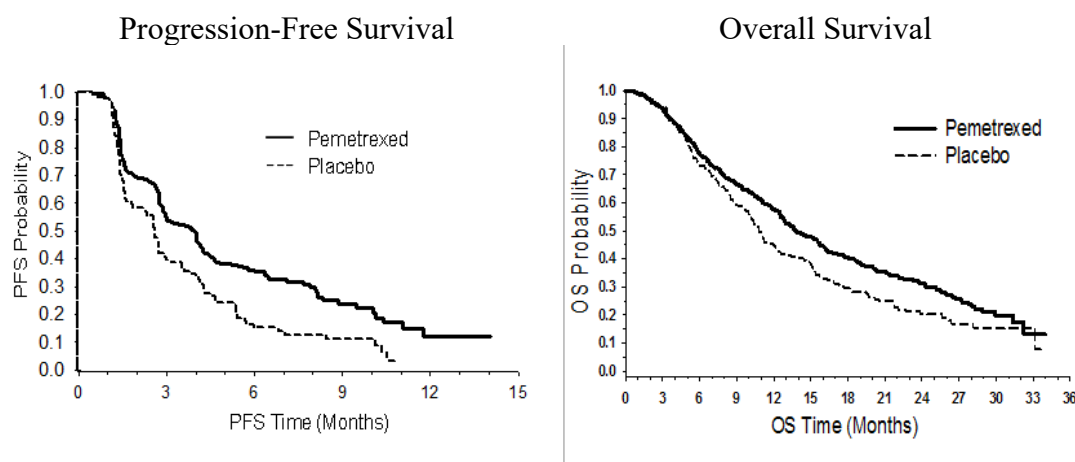 Progression-Free Survival
Overall Survival
1.0
0.9
0.8
0.7
0.6
0.5
0.4
0.3
0.2
0.1
0.0
PFS Probability
Pemetrexed
Placebo
0 3 6 9 12 15
PFS Time (Months)
1.0
0.9
0.8
0.7
0.6
0.5
0.4
0.3
0.2
0.1
0.0
OS Probability
Pemetrexed
Placebo
0 3 6 9 12 15 18 21 24 27 30 33 36
OS Time (Months)